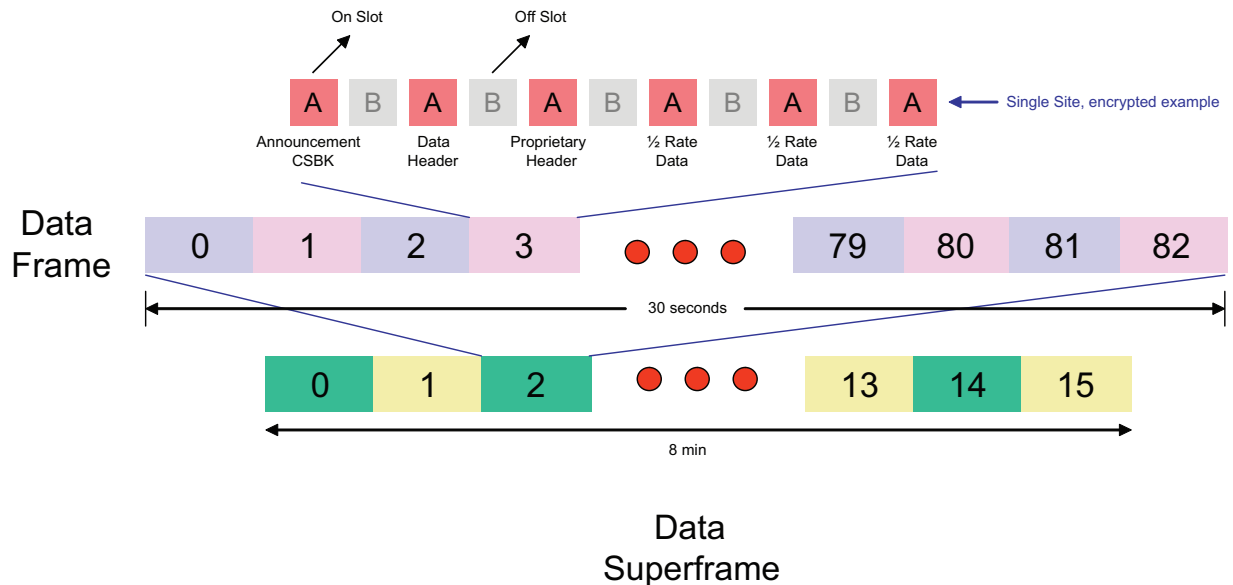 On Slot
Off Slot
A B A B A B A B A B A
Single Site, encrypted example
Announcement
CSBK
Data
Header
Proprietary
Header
½ Rate
Data
½ Rate
Data
½ Rate
Data
Data
Frame
0 1 2 3 79 80 81 82
30 seconds
0 1 2 13 14 15
8 min
Data
Superframe